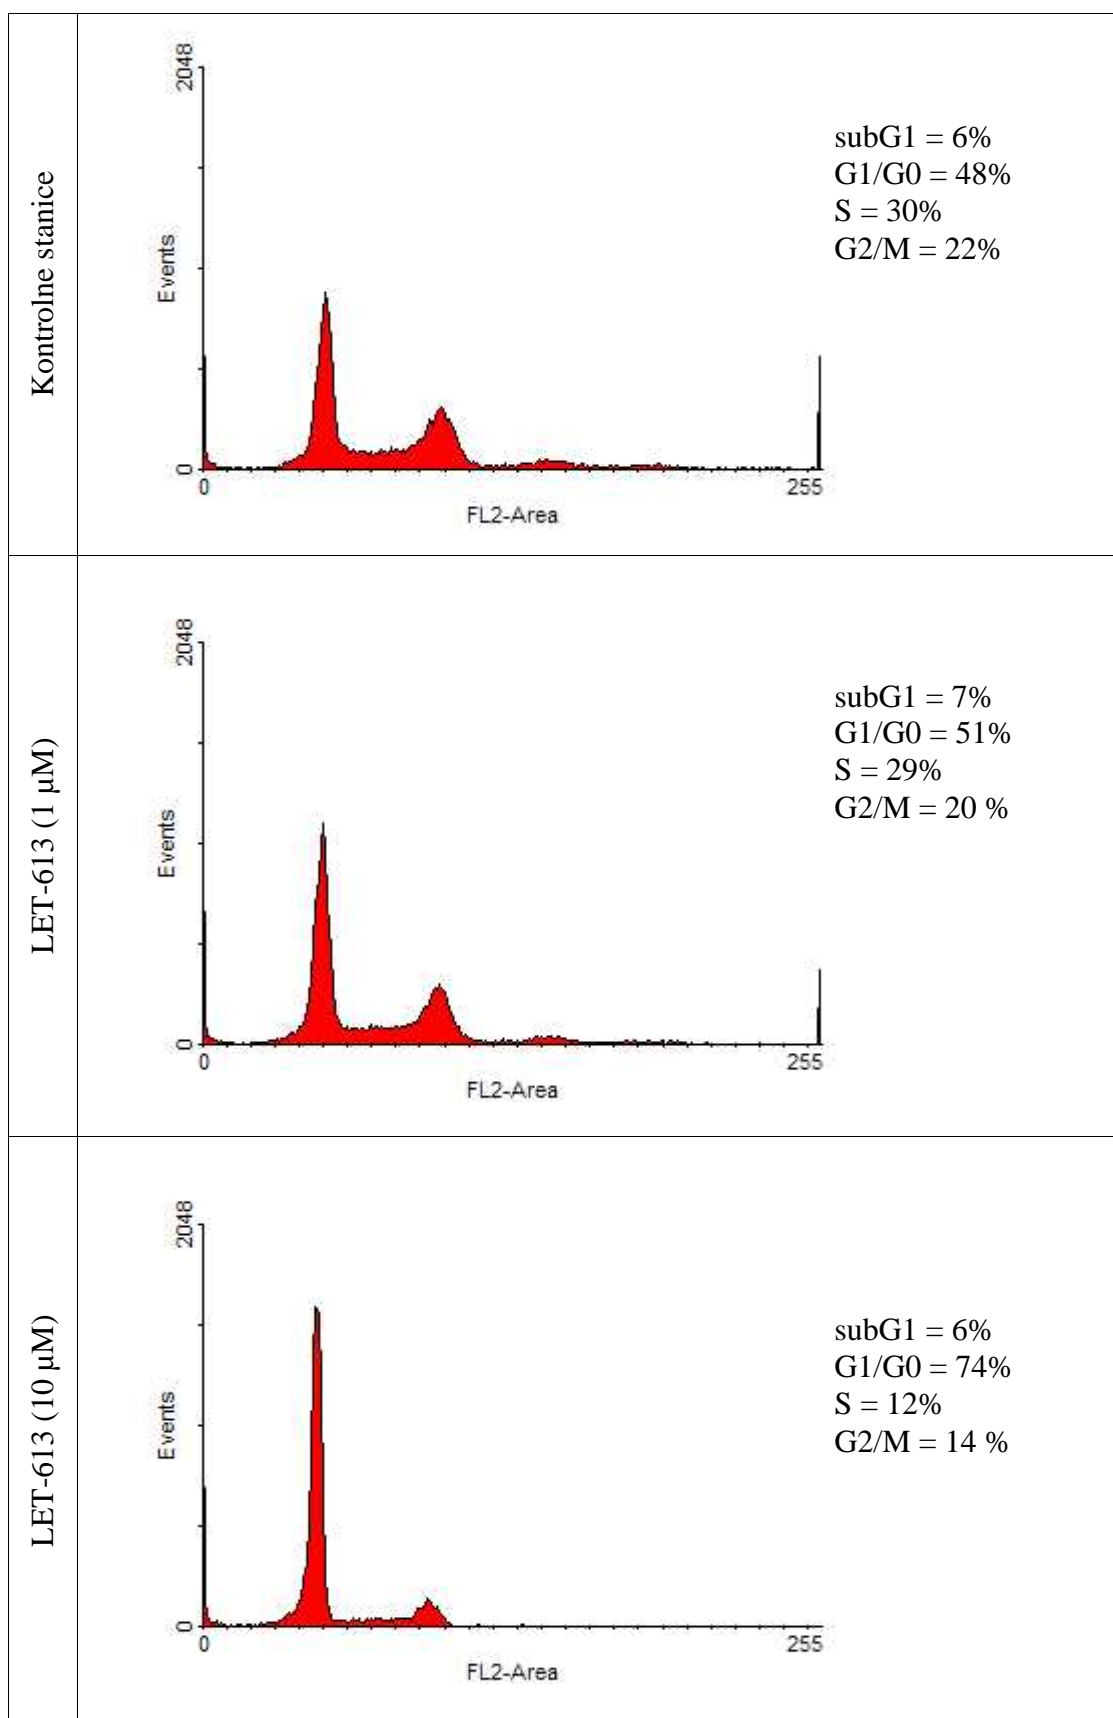 Kontrolne stanice
2048
Events
0
0
255
FL2-Area
subG1 = 6%
G1/G0 = 48%
S = 30%
G2/M = 22%
LET-613 (1 µM)
2048
Events
0
0
255
FL2-Area
subG1 = 7%
G1/G0 = 51%
S = 29%
G2/M = 20 %
LET-613 (10 µM)
2048
Events
0
0
255
FL2-Area
subG1 = 6%
G1/G0 = 74%
S = 12%
G2/M = 14 %